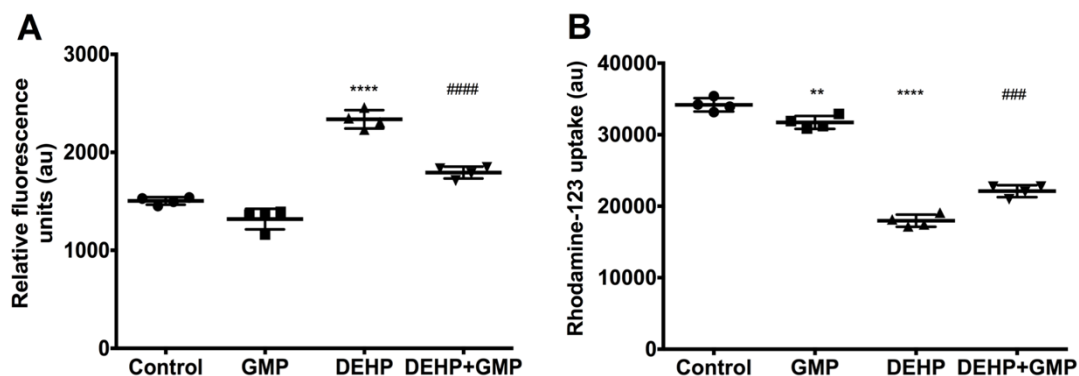 A
Relative fluorescence
units (au)
3000
2000
1000
0
****
####
Control GMP DEHP DEHP+GMP
B
Rhodamine-123 uptake (au)
40000
30000
20000
10000
0
**
****
###
Control GMP DEHP DEHP+GMP